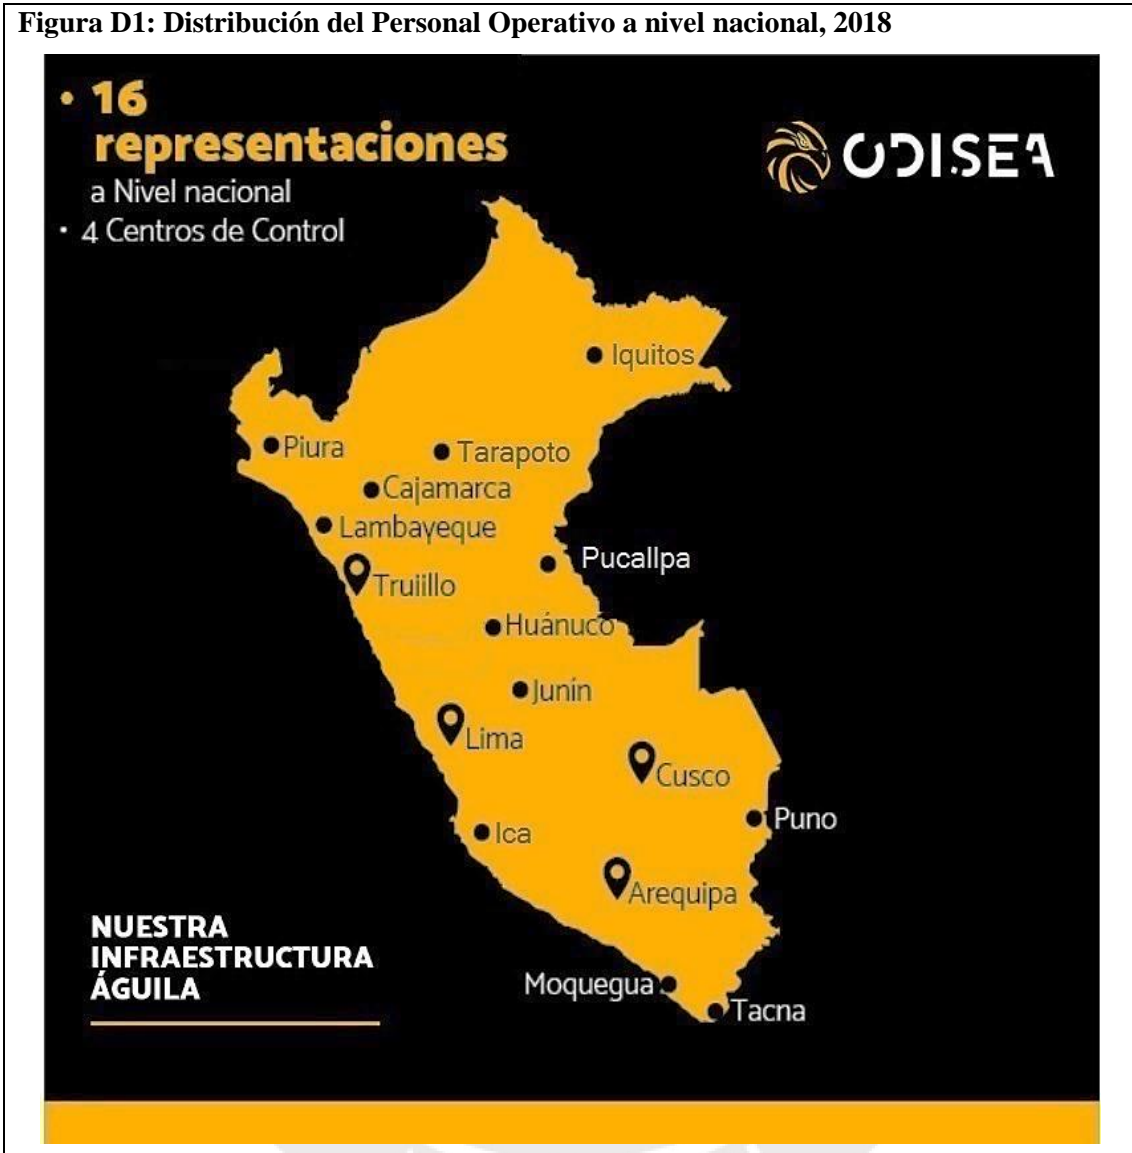 Figura D1: Distribución del Personal Operativo a nivel nacional, 2018
• 16
representaciones
a Nivel nacional
• 4 Centros de Control
ODISEA
Iquitos
Piura
Tarapoto
Cajamarca
Lambayeque
Pucallpa
Trujillo
Huánuco
Junín
Lima
Cusco
Puno
Ica
Arequipa
NUESTRA
INFRAESTRUCTURA
ÁGUILA
Moquegua
Tacna